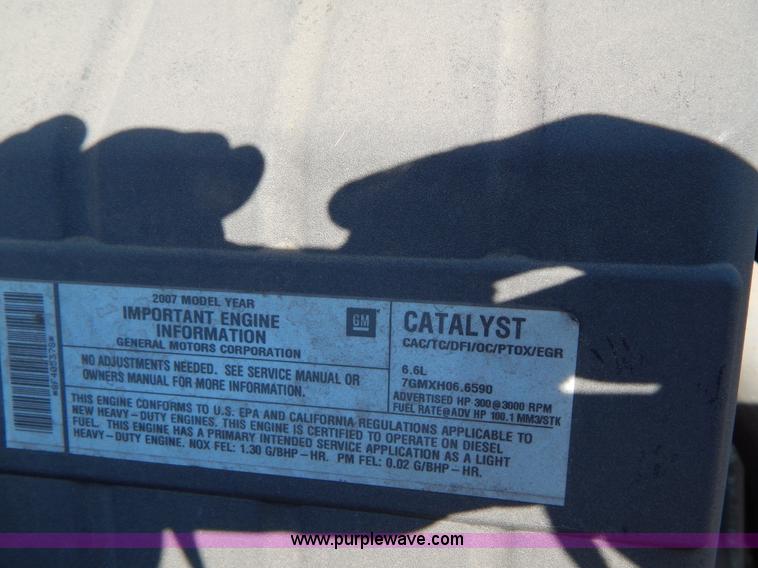 *8F405378*
2007 MODEL YEAR
IMPORTANT ENGINE
INFORMATION
GENERAL MOTORS CORPORATION
GM
NO ADJUSTMENTS NEEDED. SEE SERVICE MANUAL OR
OWNERS MANUAL FOR MORE INFORMATION.
CATALYST
CAC/TC/DFI/OC/PTOX/EGR
6.6L
7GMXH06.6590
ADVERTISED HP 300@3000 RPM
FUEL RATE@ADV HP 100.1 MM3/STK
THIS ENGINE CONFORMS TO U.S. EPA AND CALIFORNIA REGULATIONS APPLICABLE TO
NEW HEAVY-DUTY ENGINES. THIS ENGINE IS CERTIFIED TO OPERATE ON DIESEL
FUEL. THIS ENGINE HAS A PRIMARY INTENDED SERVICE APPLICATION AS A LIGHT
HEAVY-DUTY ENGINE. NOX FEL: 1.30 G/BHP-HR. PM FEL: 0.02 G/BHP-HR.
www.purplewave.com